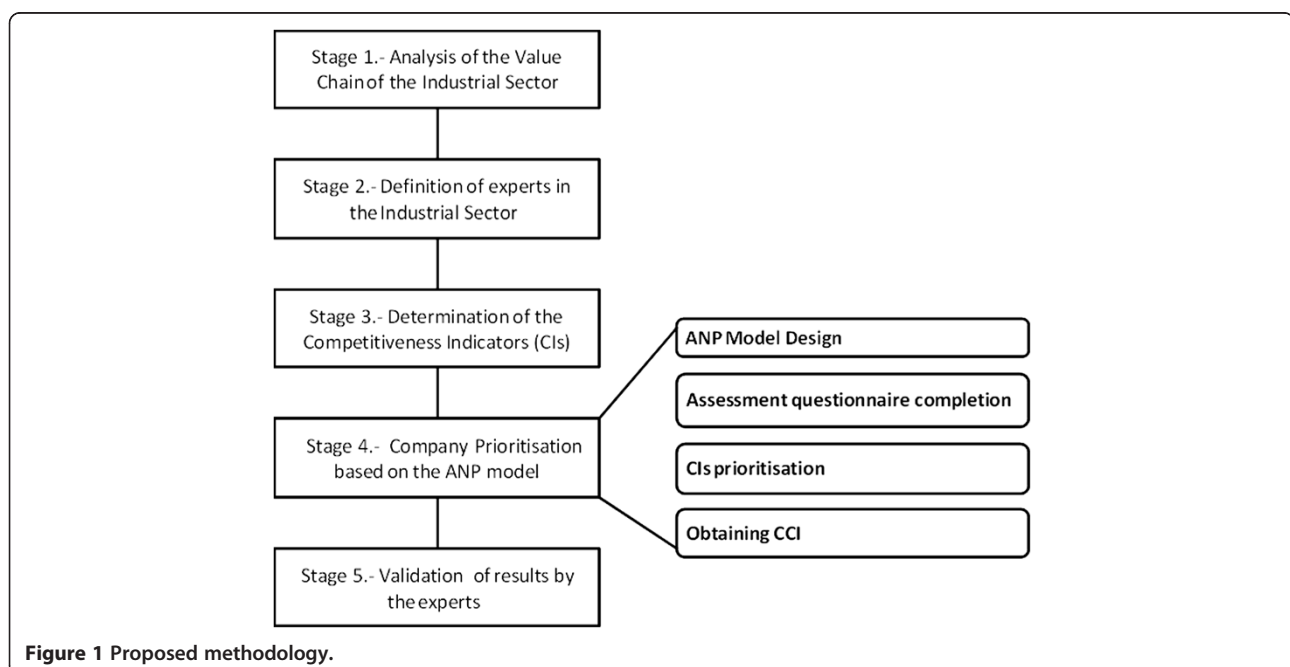 Stage 1.- Analysis of the Value
Chain of the Industrial Sector
Stage 2.- Definition of experts in
the Industrial Sector
Stage 3.- Determination of the
Competitiveness Indicators (CIs)
Stage 4.- Company Prioritisation
based on the ANP model
ANP Model Design
Assessment questionnaire completion
CIs prioritisation
Obtaining CCI
Stage 5.- Validation of results by
the experts
Figure 1 Proposed methodology.